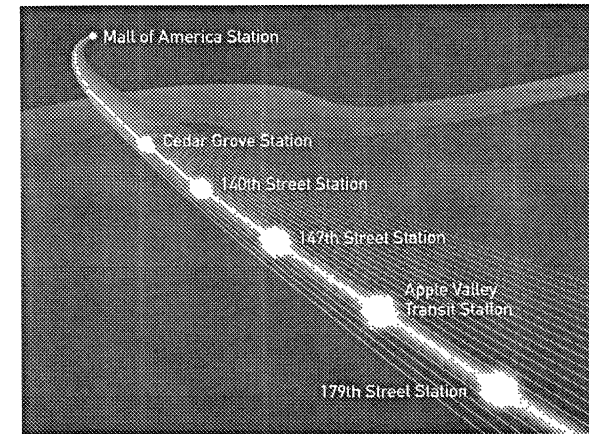 Mall of America Station
Cedar Grove Station
140th Street Station
147th Street Station
Apple Valley
Transit Station
179th Street Station